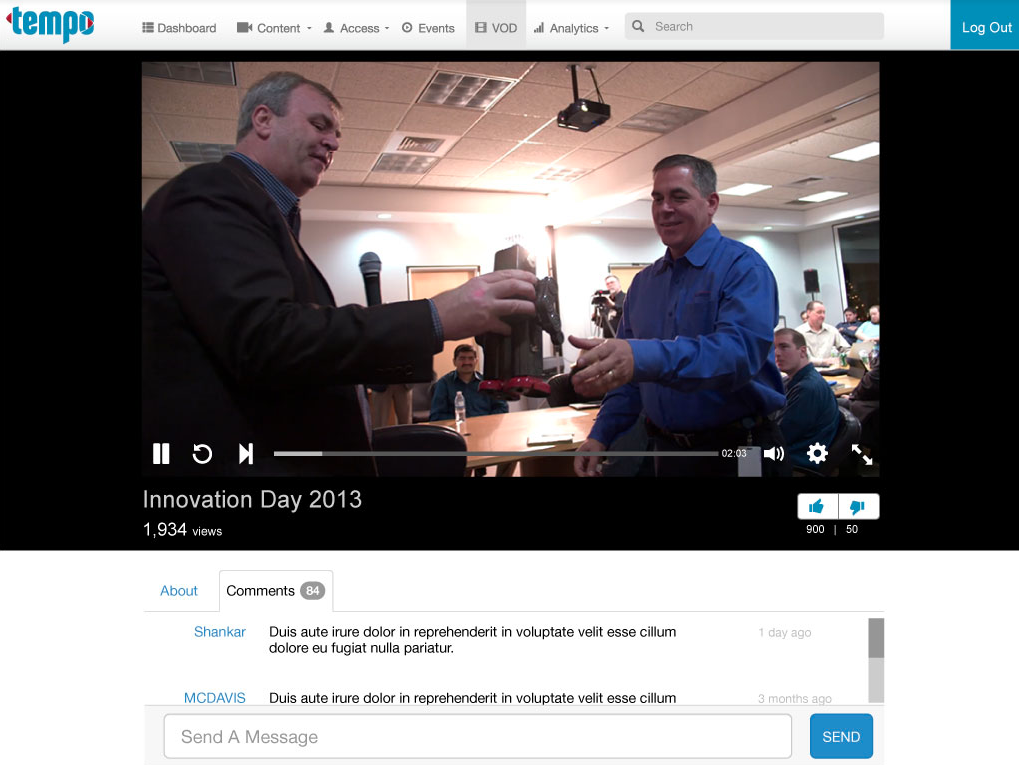 tempo
Dashboard Content Access Events VOD Analytics Search Log Out
02:03
Innovation Day 2013
1,934 views
900 | 50
About Comments 84
Shankar Duis aute irure dolor in reprehenderit in voluptate velit esse cillum 1 day ago
dolore eu fugiat nulla pariatur.
MCDAVIS Duis aute irure dolor in reprehenderit in voluptate velit esse cillum 3 months ago
Send A Message SEND